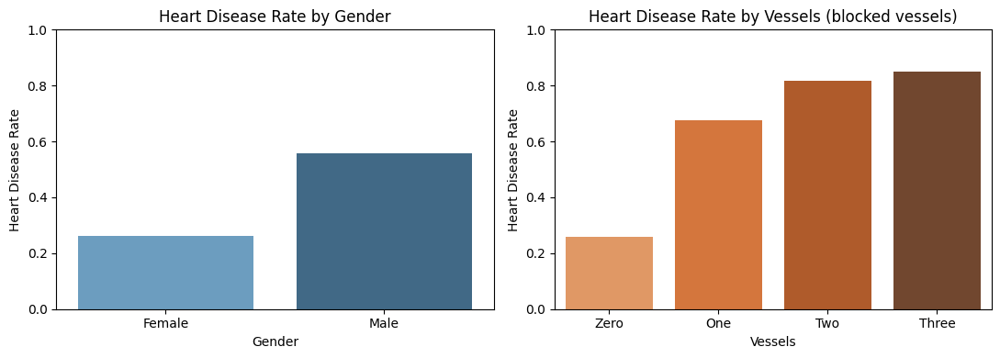 Heart Disease Rate by Gender
1.0
0.8
0.6
0.4
0.2
0.0
Heart Disease Rate
Female Male
Gender
Heart Disease Rate by Vessels (blocked vessels)
1.0
0.8
0.6
0.4
0.2
0.0
Heart Disease Rate
Zero One Two Three
Vessels